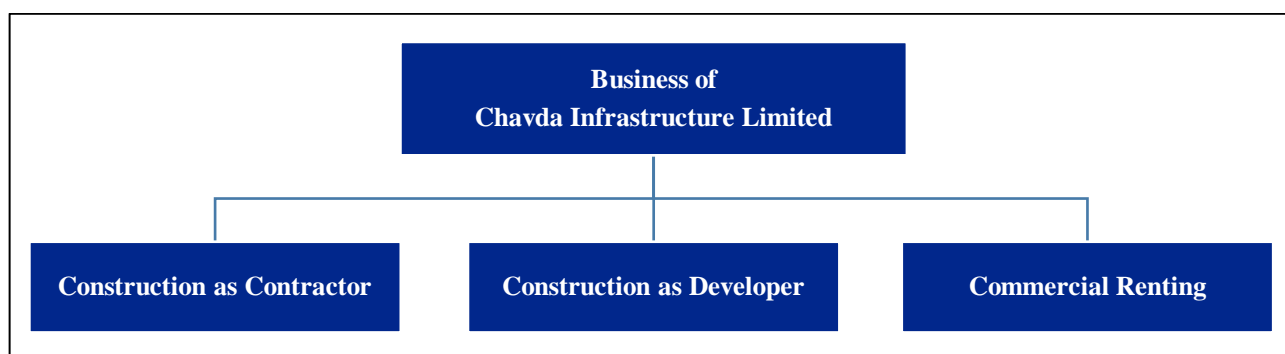 Business of
Chavda Infrastructure Limited
Construction as Contractor
Construction as Developer
Commercial Renting